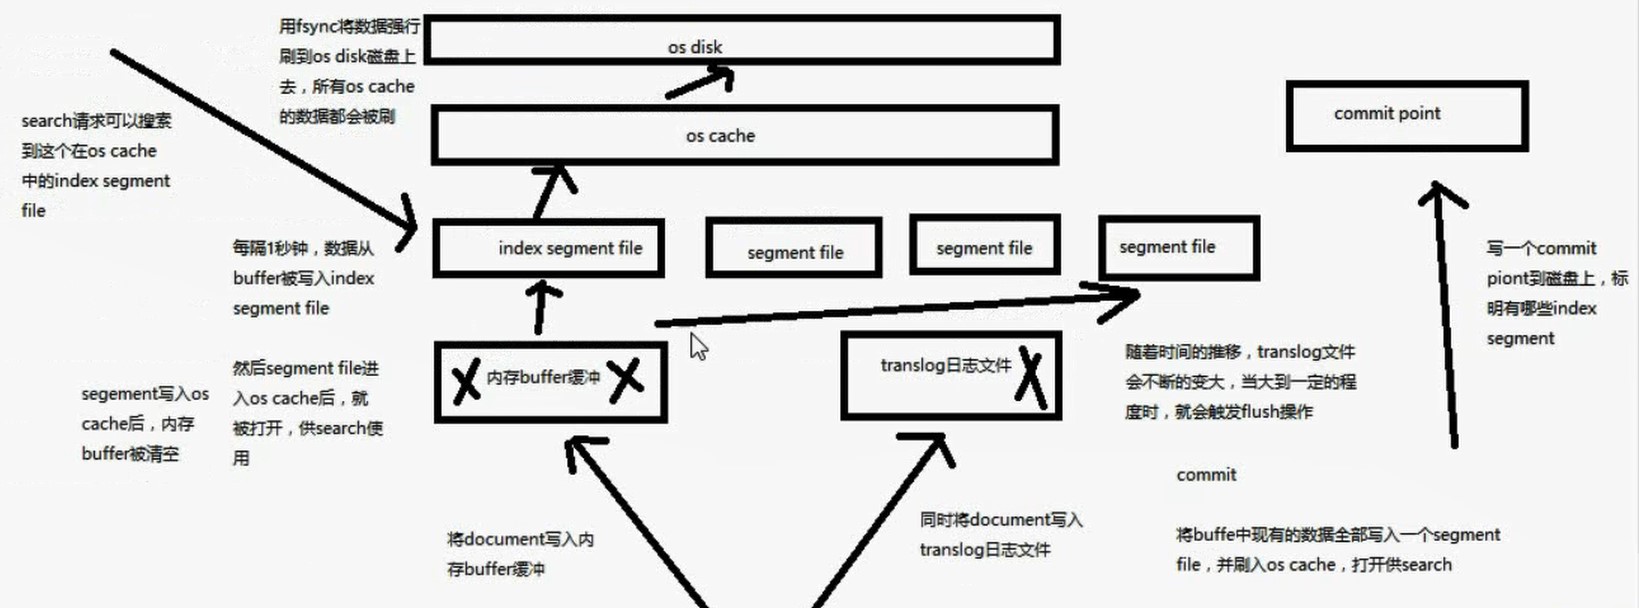 用fsync将数据强行
刷到os disk磁盘上
去，所有os cache
的数据都会被刷
os disk
os cache
commit point
search请求可以搜索
到这个在os cache
中的index segment
file
每隔1秒钟，数据从
buffer被写入index
segment file
index segment file
segment file
segment file
segment file
写一个commit
piont到磁盘上，标
明有哪些index
segment
segement写入os
cache后，内存
buffer被清空
然后segment file进
入os cache后，就
被打开，供search使
用
内存buffer缓冲
translog日志文件
随着时间的推移，translog文件
会不断的变大，当大到一定的程
度时，就会触发flush操作
commit
将buffe中现有的数据全部写入一个segment
file，并刷入os cache，打开供search
将document写入内
存buffer缓冲
同时将document写入
translog日志文件